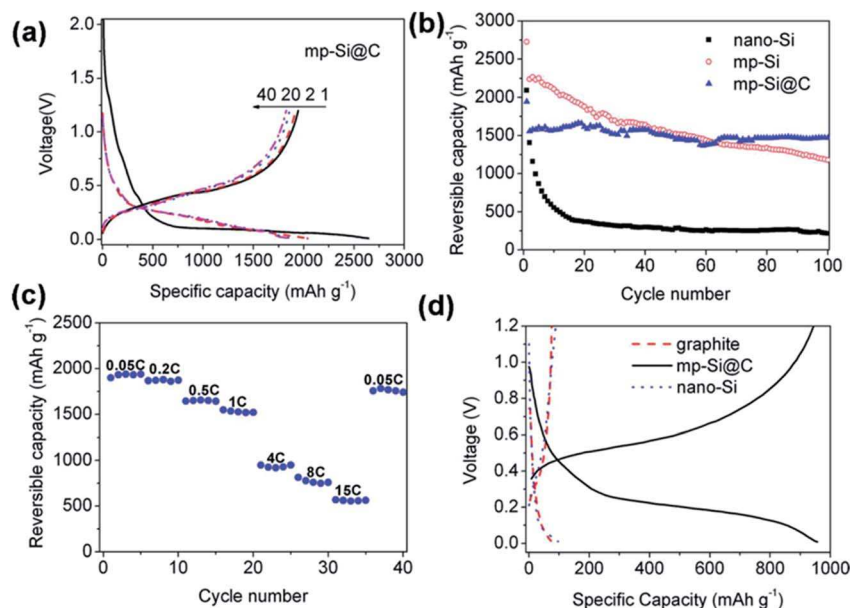 (a)
mp-Si@C
40 20 2 1
2.0
1.5
1.0
0.5
0.0
Voltage(V)
0 500 1000 1500 2000 2500 3000
Specific capacity (mAh g⁻¹)
(b)
nano-Si
mp-Si
mp-Si@C
3000
2500
2000
1500
1000
500
0
Reversible capacity (mAh g⁻¹)
0 20 40 60 80 100
Cycle number
(c)
2500
2000
1500
1000
500
0
Reversible capacity (mAh g⁻¹)
0.05C
0.2C
0.5C
1C
4C
8C
15C
0.05C
0 10 20 30 40
Cycle number
(d)
graphite
mp-Si@C
nano-Si
1.2
1.0
0.8
0.6
0.4
0.2
0.0
Voltage (V)
0 200 400 600 800 1000
Specific Capacity (mAh g⁻¹)